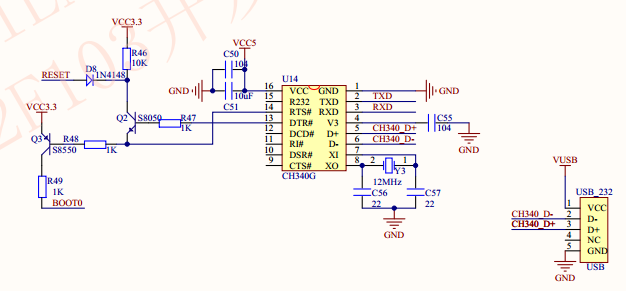 VCC3.3
R46
10K
D8
RESET
1N4148
VCC3.3
Q3
R48
S8550
1K
R49
1K
BOOT0
Q2
S8050
R47
1K
VCC5
C50
104
GND
10uF
C51
U14
16 VCC GND 1
15 R232 TXD 2 TXD
14 RTS# RXD 3 RXD
13 DTR# V3 4
12 DCD# D+ 5 CH340_D+
11 RI# D- 6 CH340_D-
10 DSR# XI 7
9 CTS# XO 8
CH340G
GND
C55
104
GND
2 1
Y3
12MHz
C56
22
C57
22
GND
VUSB
USB_232
1 VCC
CH340_D- 2 D-
CH340_D+ 3 D+
4 NC
5 GND
GND
USB